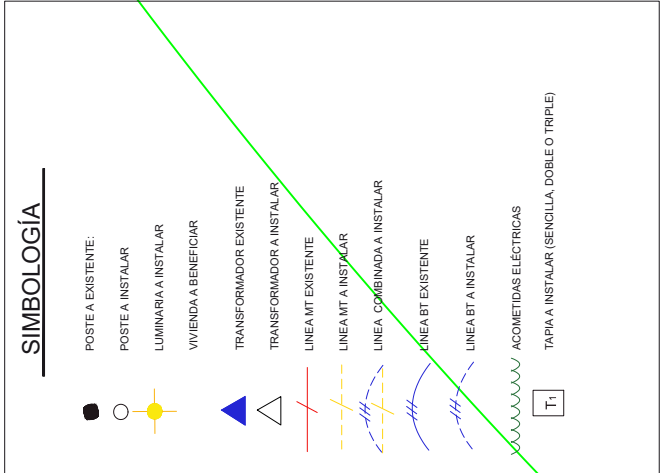 SIMBOLOGÍA
POSTE A EXISTENTE:
POSTE A INSTALAR
LUMINARIA A INSTALAR
VIVIENDA A BENEFICIAR
TRANSFORMADOR EXISTENTE
TRANSFORMADOR A INSTALAR
LINEA MT EXISTENTE
LINEA MT A INSTALAR
LINEA COMBINADA A INSTALAR
LINEA BT EXISTENTE
LINEA BT A INSTALAR
ACOMETIDAS ELÉCTRICAS
T1 TAPIA A INSTALAR (SENCILLA, DOBLE O TRIPLE)